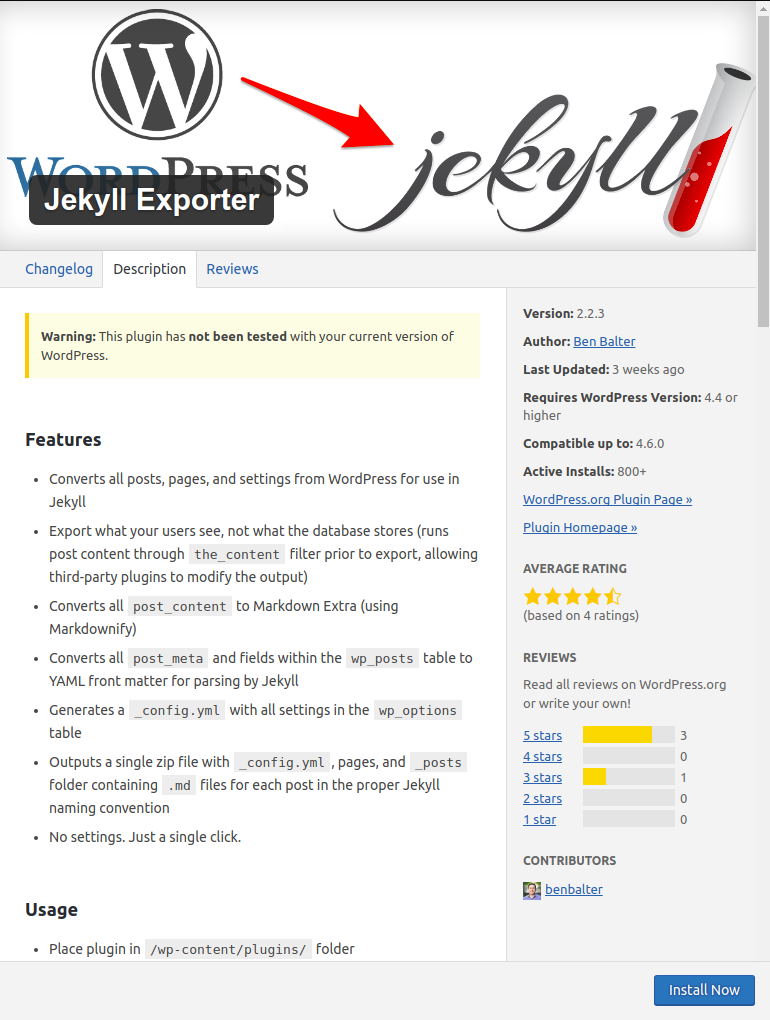 WORDPRESS
jekyll
Jekyll Exporter
Changelog Description Reviews
Warning: This plugin has not been tested with your current version of
WordPress.
Features
• Converts all posts, pages, and settings from WordPress for use in
Jekyll
• Export what your users see, not what the database stores (runs
post content through the_content filter prior to export, allowing
third-party plugins to modify the output)
• Converts all post_content to Markdown Extra (using
Markdownify)
• Converts all post_meta and fields within the wp_posts table to
YAML front matter for parsing by Jekyll
• Generates a _config.yml with all settings in the wp_options
table
• Outputs a single zip file with _config.yml , pages, and _posts
folder containing .md files for each post in the proper Jekyll
naming convention
• No settings. Just a single click.
Usage
• Place plugin in /wp-content/plugins/ folder
Version: 2.2.3
Author: Ben Balter
Last Updated: 3 weeks ago
Requires WordPress Version: 4.4 or
higher
Compatible up to: 4.6.0
Active Installs: 800+
WordPress.org Plugin Page »
Plugin Homepage »
AVERAGE RATING
(based on 4 ratings)
REVIEWS
Read all reviews on WordPress.org
or write your own!
5 stars 3
4 stars 0
3 stars 1
2 stars 0
1 star 0
CONTRIBUTORS
benbalter
Install Now